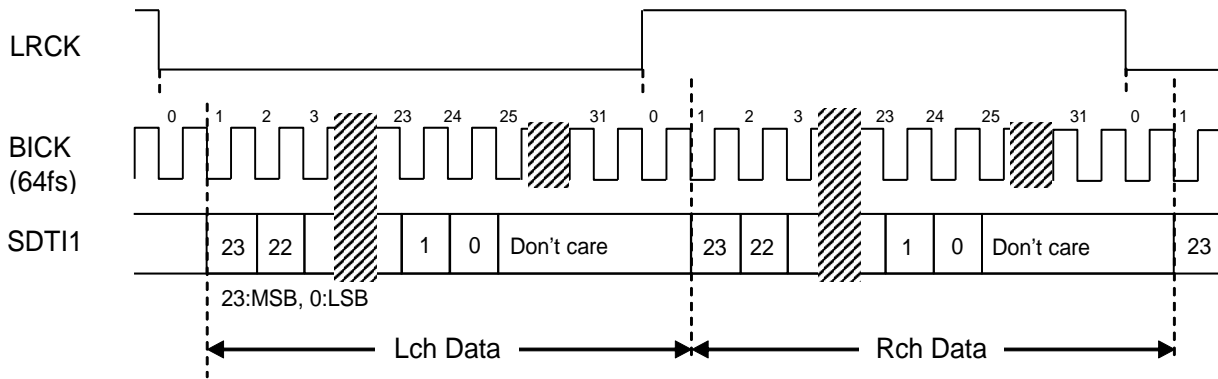 LRCK
0 1 2 3 23 24 25 31 0 1 2 3 23 24 25 31 0 1
BICK
(64fs)
SDTI1 23 22 1 0 Don't care 23 22 1 0 Don't care 23
23:MSB, 0:LSB
Lch Data Rch Data